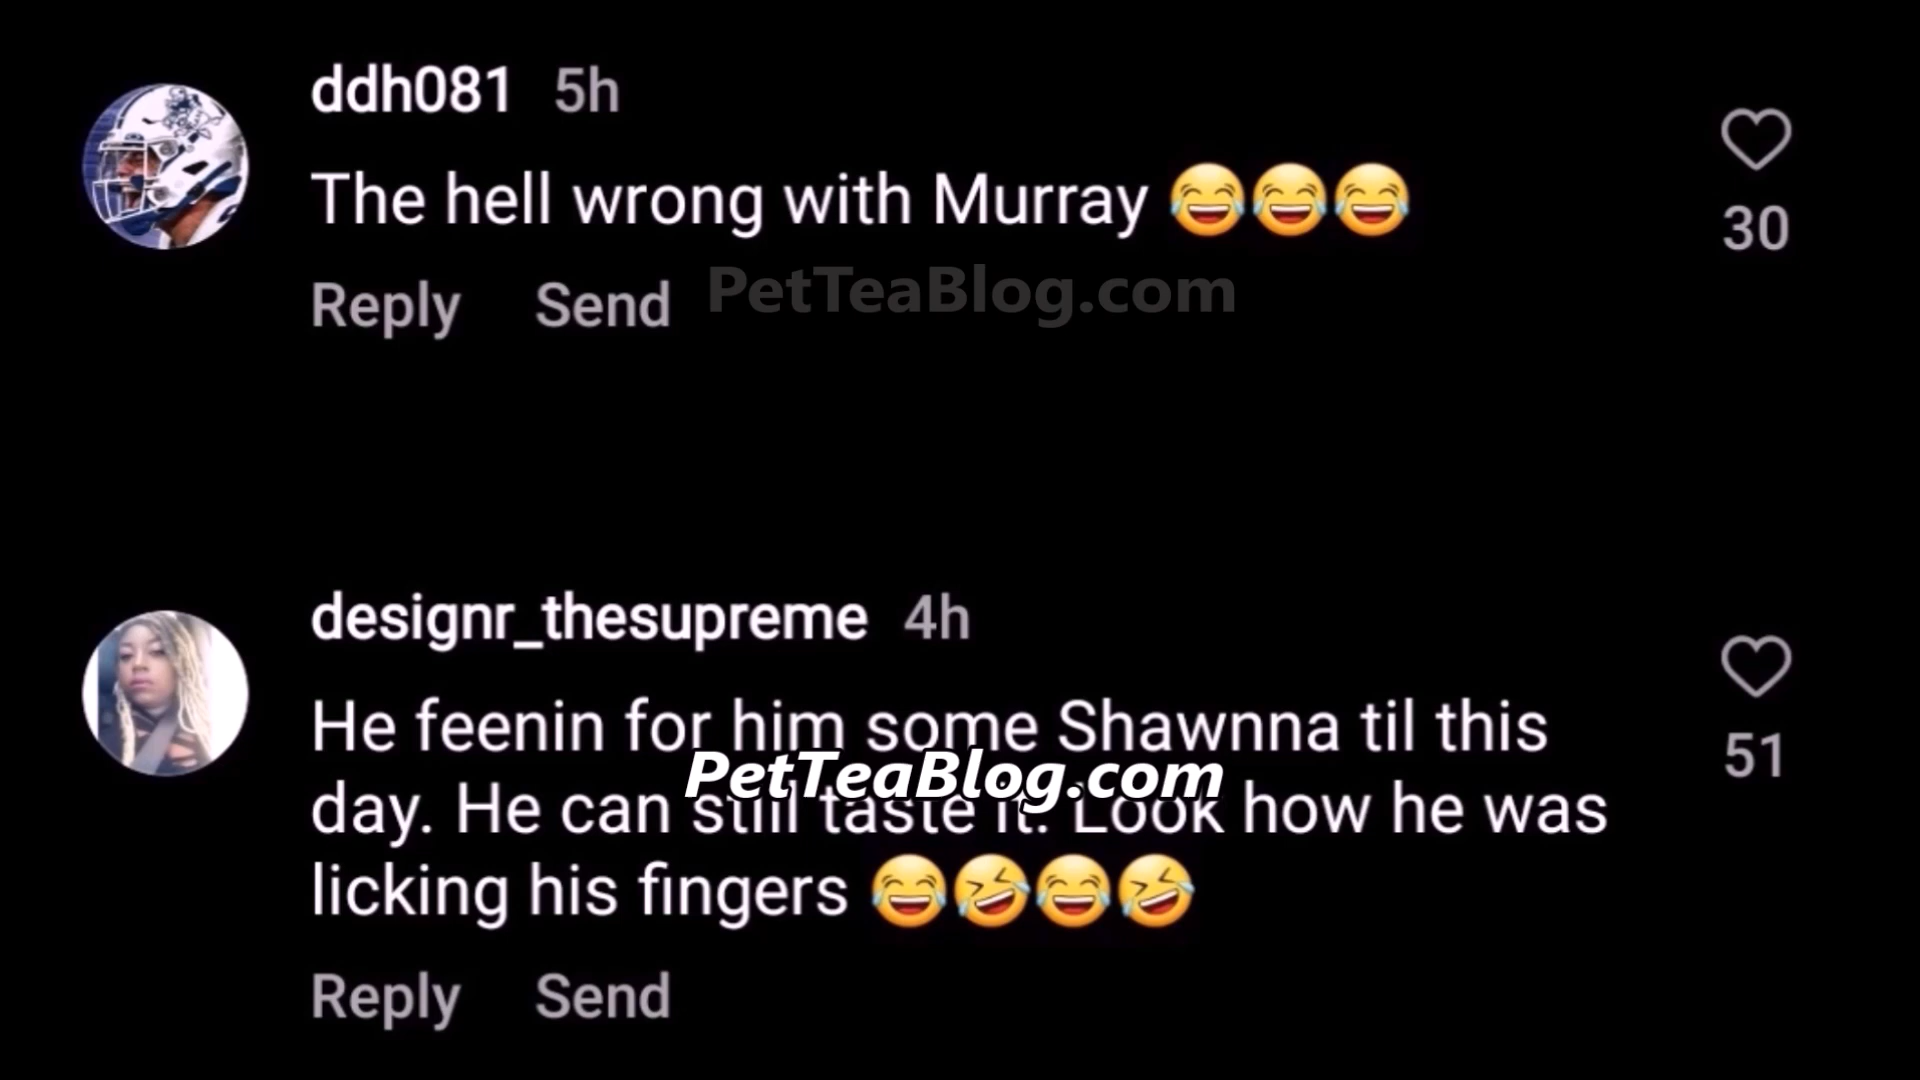 ddh081 5h
The hell wrong with Murray 😂😂😂
30
Reply Send
PetTeaBlog.com
designr_thesupreme 4h
He feenin for him some Shawnna til this
51
PetTeaBlog.com
day. He can still taste it. Look how he was
licking his fingers 😂🤣😂🤣
Reply Send